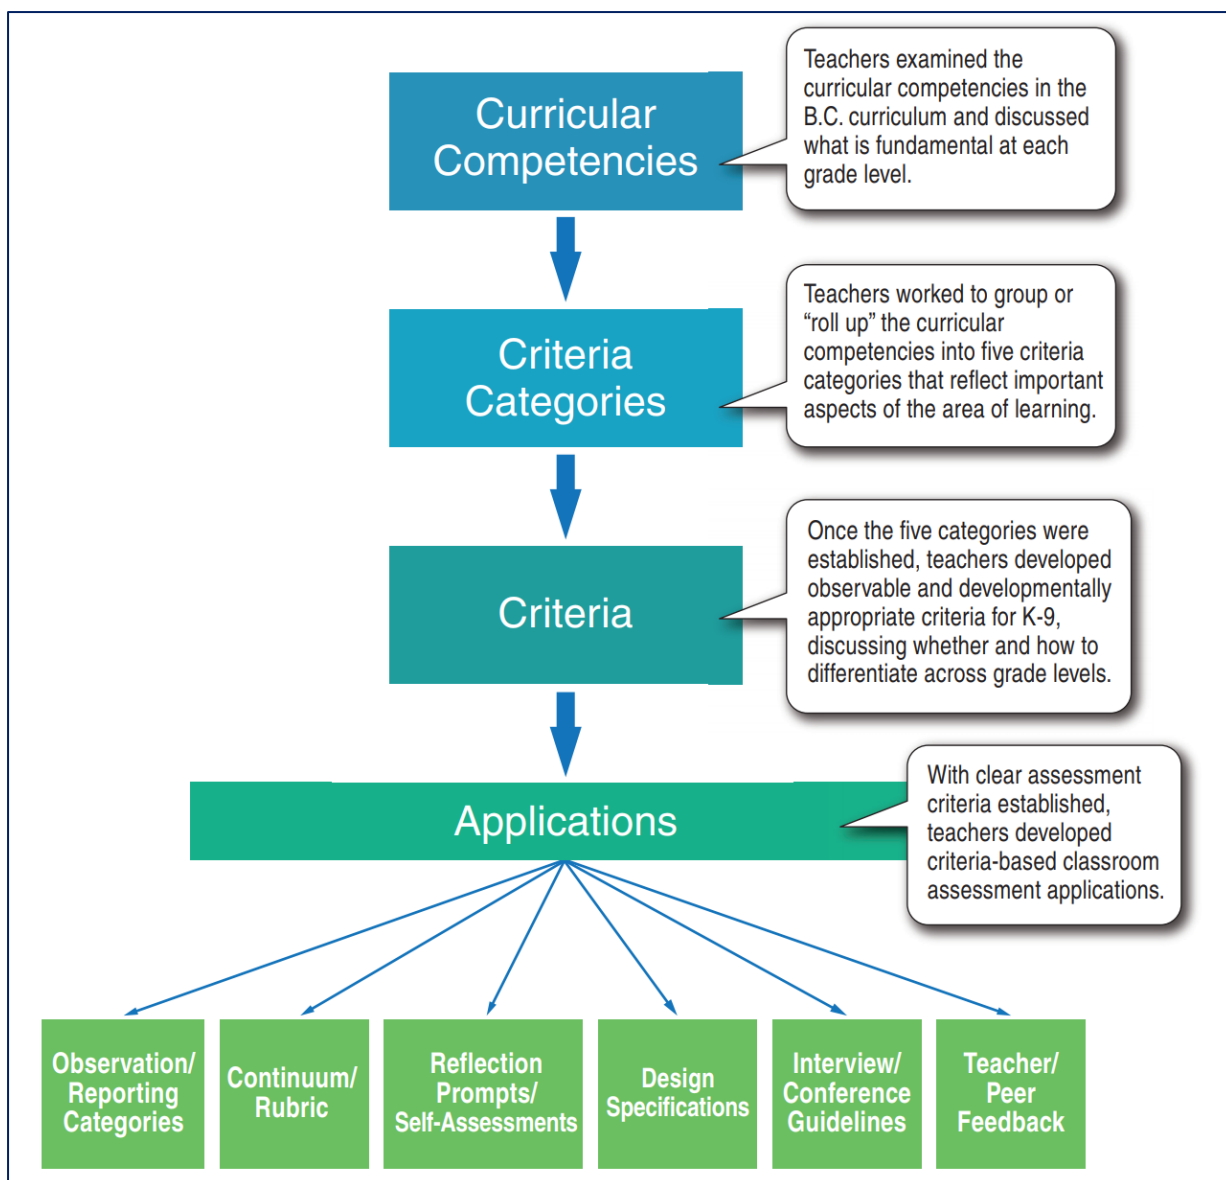 Curricular
Competencies
Teachers examined the
curricular competencies in the
B.C. curriculum and discussed
what is fundamental at each
grade level.
Criteria
Categories
Teachers worked to group or
“roll up” the curricular
competencies into five criteria
categories that reflect important
aspects of the area of learning.
Criteria
Once the five categories were
established, teachers developed
observable and developmentally
appropriate criteria for K-9,
discussing whether and how to
differentiate across grade levels.
Applications
With clear assessment
criteria established,
teachers developed
criteria-based classroom
assessment applications.
Observation/
Reporting
Categories
Continuum/
Rubric
Reflection
Prompts/
Self-Assessments
Design
Specifications
Interview/
Conference
Guidelines
Teacher/
Peer
Feedback